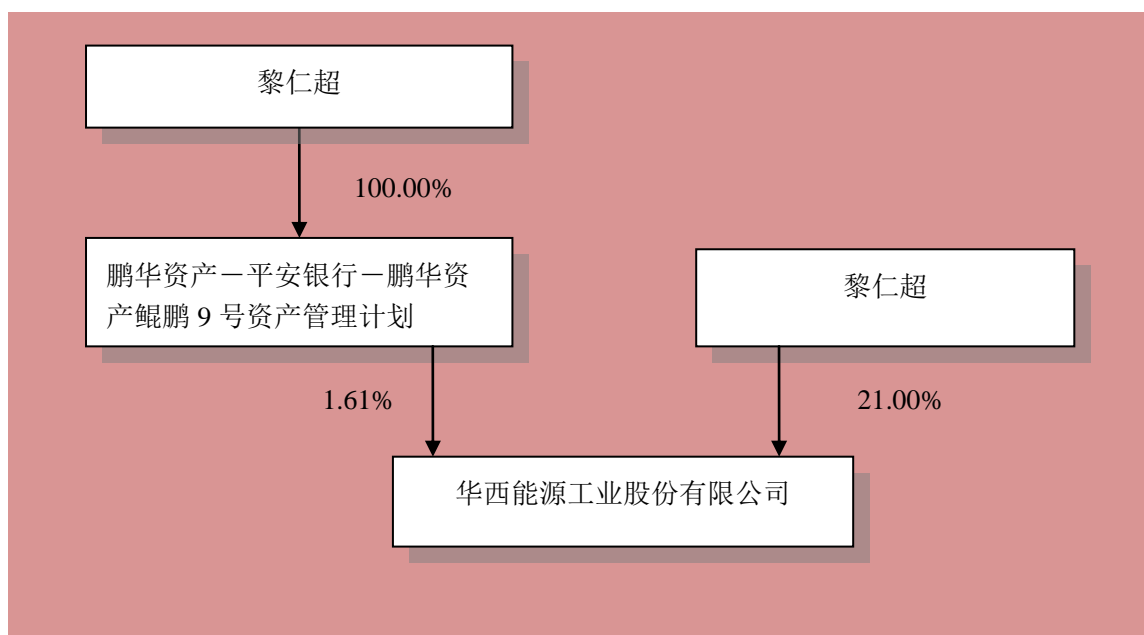 黎仁超
100.00%
鹏华资产－平安银行－鹏华资
产鲲鹏 9 号资产管理计划
黎仁超
1.61%
21.00%
华西能源工业股份有限公司